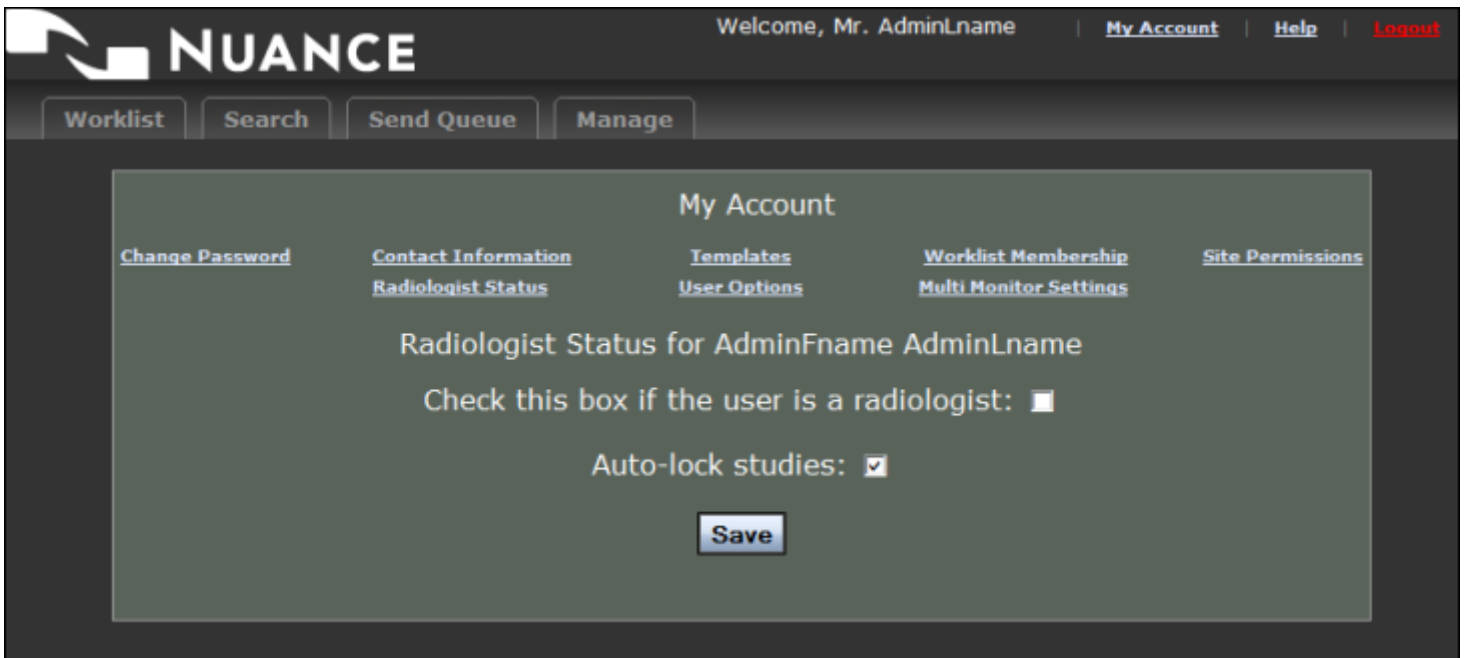 NUANCE
Welcome, Mr. AdminLname | My Account | Help | Logout
Worklist Search Send Queue Manage
My Account
Change Password Contact Information Templates Worklist Membership Site Permissions
Radiologist Status User Options Multi Monitor Settings
Radiologist Status for AdminFname AdminLname
Check this box if the user is a radiologist:
Auto-lock studies:
Save